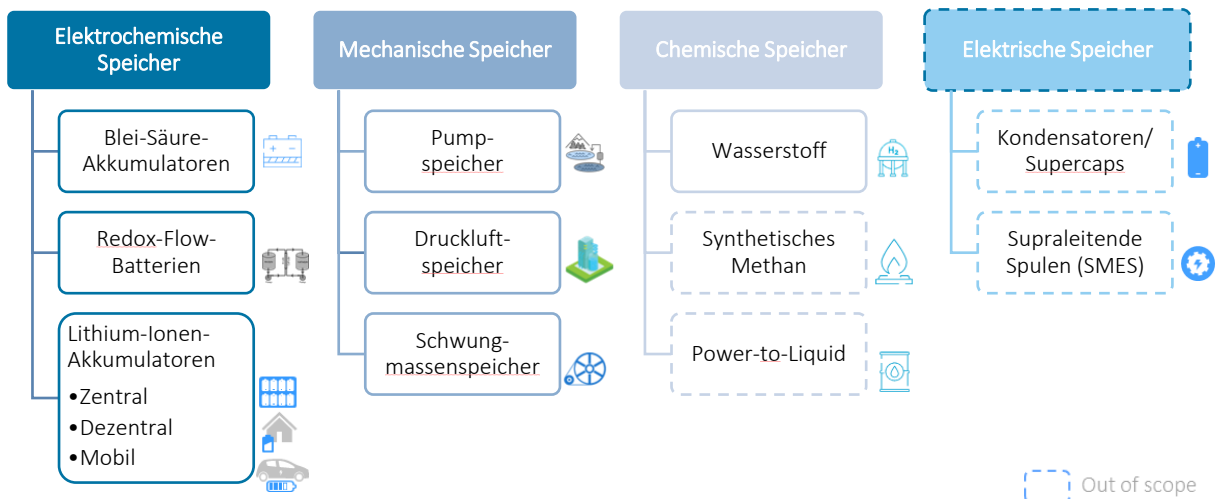 Elektrochemische
Speicher
Blei-Säure-
Akkumulatoren
Redox-Flow-
Batterien
Lithium-Ionen-
Akkumulatoren
•Zentral
•Dezentral
•Mobil
Mechanische Speicher
Pump-
speicher
Druckluft-
speicher
Schwung-
massenspeicher
Chemische Speicher
Wasserstoff
H2
Synthetisches
Methan
Power-to-Liquid
Elektrische Speicher
Kondensatoren/
Supercaps
Supraleitende
Spulen (SMES)
Out of scope